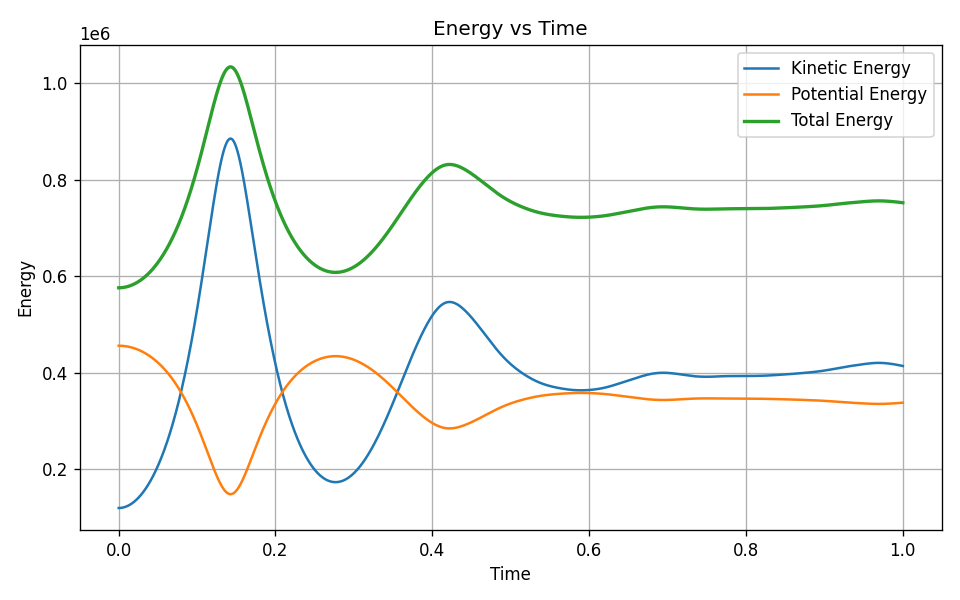 Energy vs Time
1e6
Kinetic Energy
Potential Energy
Total Energy
1.0
0.8
0.6
0.4
0.2
Energy
0.0 0.2 0.4 0.6 0.8 1.0
Time